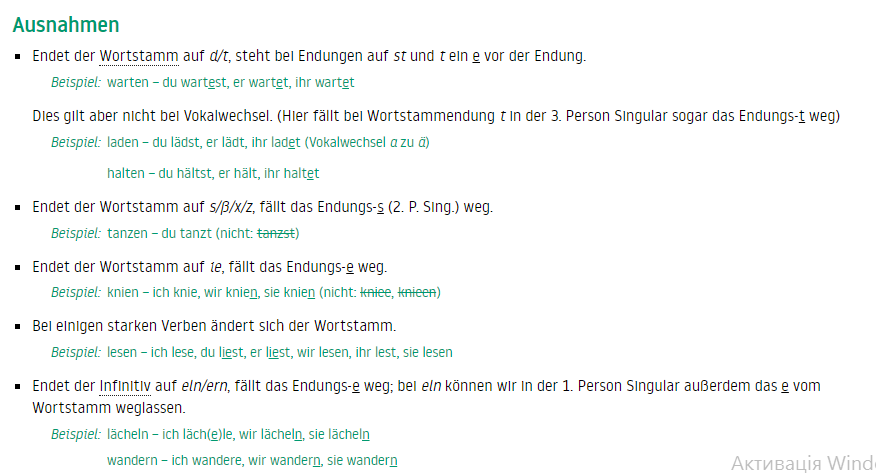 Ausnahmen
Endet der Wortstamm auf d/t, steht bei Endungen auf st und t ein e vor der Endung.
Beispiel: warten – du wartest, er wartet, ihr wartet
Dies gilt aber nicht bei Vokalwechsel. (Hier fällt bei Wortstammendung t in der 3. Person Singular sogar das Endungs-t weg)
Beispiel: laden – du lädst, er lädt, ihr ladet (Vokalwechsel a zu ä)
halten – du hältst, er hält, ihr haltet
Endet der Wortstamm auf s/β/x/z, fällt das Endungs-s (2. P. Sing.) weg.
Beispiel: tanzen – du tanzt (nicht: tanzst)
Endet der Wortstamm auf ie, fällt das Endungs-e weg.
Beispiel: knien – ich knie, wir knien, sie knien (nicht: kniee, knieen)
Bei einigen starken Verben ändert sich der Wortstamm.
Beispiel: lesen – ich lese, du liest, er liest, wir lesen, ihr lest, sie lesen
Endet der Infinitiv auf eln/ern, fällt das Endungs-e weg; bei eln können wir in der 1. Person Singular außerdem das e vom
Wortstamm weglassen.
Beispiel: lächeln – ich läch(e)le, wir lächeln, sie lächeln
wandern – ich wandere, wir wandern, sie wandern
Активація Wind